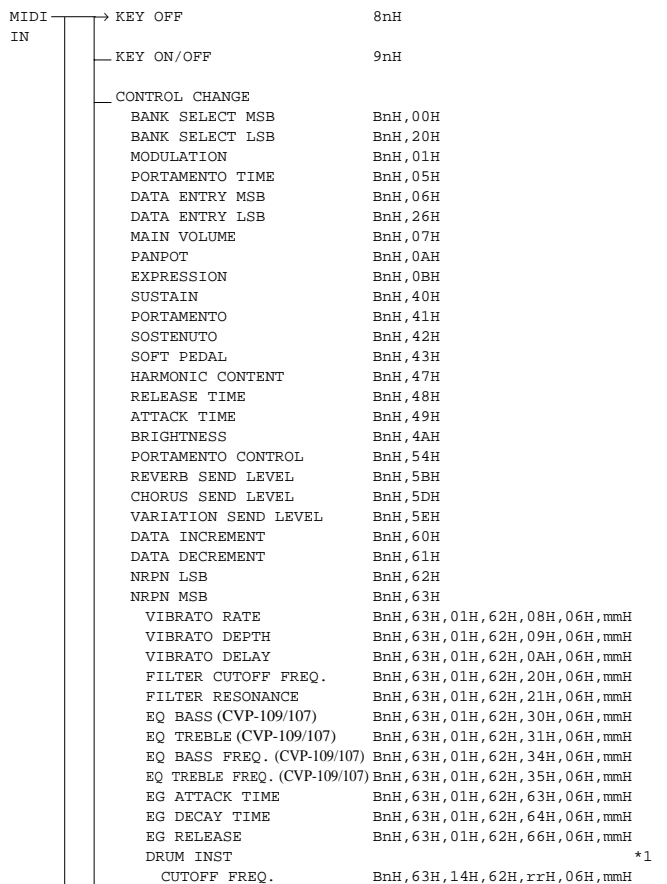 MIDI → KEY OFF 8nH
IN
KEY ON/OFF 9nH
CONTROL CHANGE
BANK SELECT MSB BnH,00H
BANK SELECT LSB BnH,20H
MODULATION BnH,01H
PORTAMENTO TIME BnH,05H
DATA ENTRY MSB BnH,06H
DATA ENTRY LSB BnH,26H
MAIN VOLUME BnH,07H
PANPOT BnH,0AH
EXPRESSION BnH,0BH
SUSTAIN BnH,40H
PORTAMENTO BnH,41H
SOSTENUTO BnH,42H
SOFT PEDAL BnH,43H
HARMONIC CONTENT BnH,47H
RELEASE TIME BnH,48H
ATTACK TIME BnH,49H
BRIGHTNESS BnH,4AH
PORTAMENTO CONTROL BnH,54H
REVERB SEND LEVEL BnH,5BH
CHORUS SEND LEVEL BnH,5DH
VARIATION SEND LEVEL BnH,5EH
DATA INCREMENT BnH,60H
DATA DECREMENT BnH,61H
NRPN LSB BnH,62H
NRPN MSB BnH,63H
VIBRATO RATE BnH,63H,01H,62H,08H,06H,mmH
VIBRATO DEPTH BnH,63H,01H,62H,09H,06H,mmH
VIBRATO DELAY BnH,63H,01H,62H,0AH,06H,mmH
FILTER CUTOFF FREQ. BnH,63H,01H,62H,20H,06H,mmH
FILTER RESONANCE BnH,63H,01H,62H,21H,06H,mmH
EQ BASS (CVP-109/107) BnH,63H,01H,62H,30H,06H,mmH
EQ TREBLE (CVP-109/107) BnH,63H,01H,62H,31H,06H,mmH
EQ BASS FREQ. (CVP-109/107) BnH,63H,01H,62H,34H,06H,mmH
EQ TREBLE FREQ. (CVP-109/107) BnH,63H,01H,62H,35H,06H,mmH
EG ATTACK TIME BnH,63H,01H,62H,63H,06H,mmH
EG DECAY TIME BnH,63H,01H,62H,64H,06H,mmH
EG RELEASE BnH,63H,01H,62H,66H,06H,mmH
DRUM INST *1
CUTOFF FREQ. BnH,63H,14H,62H,rrH,06H,mmH